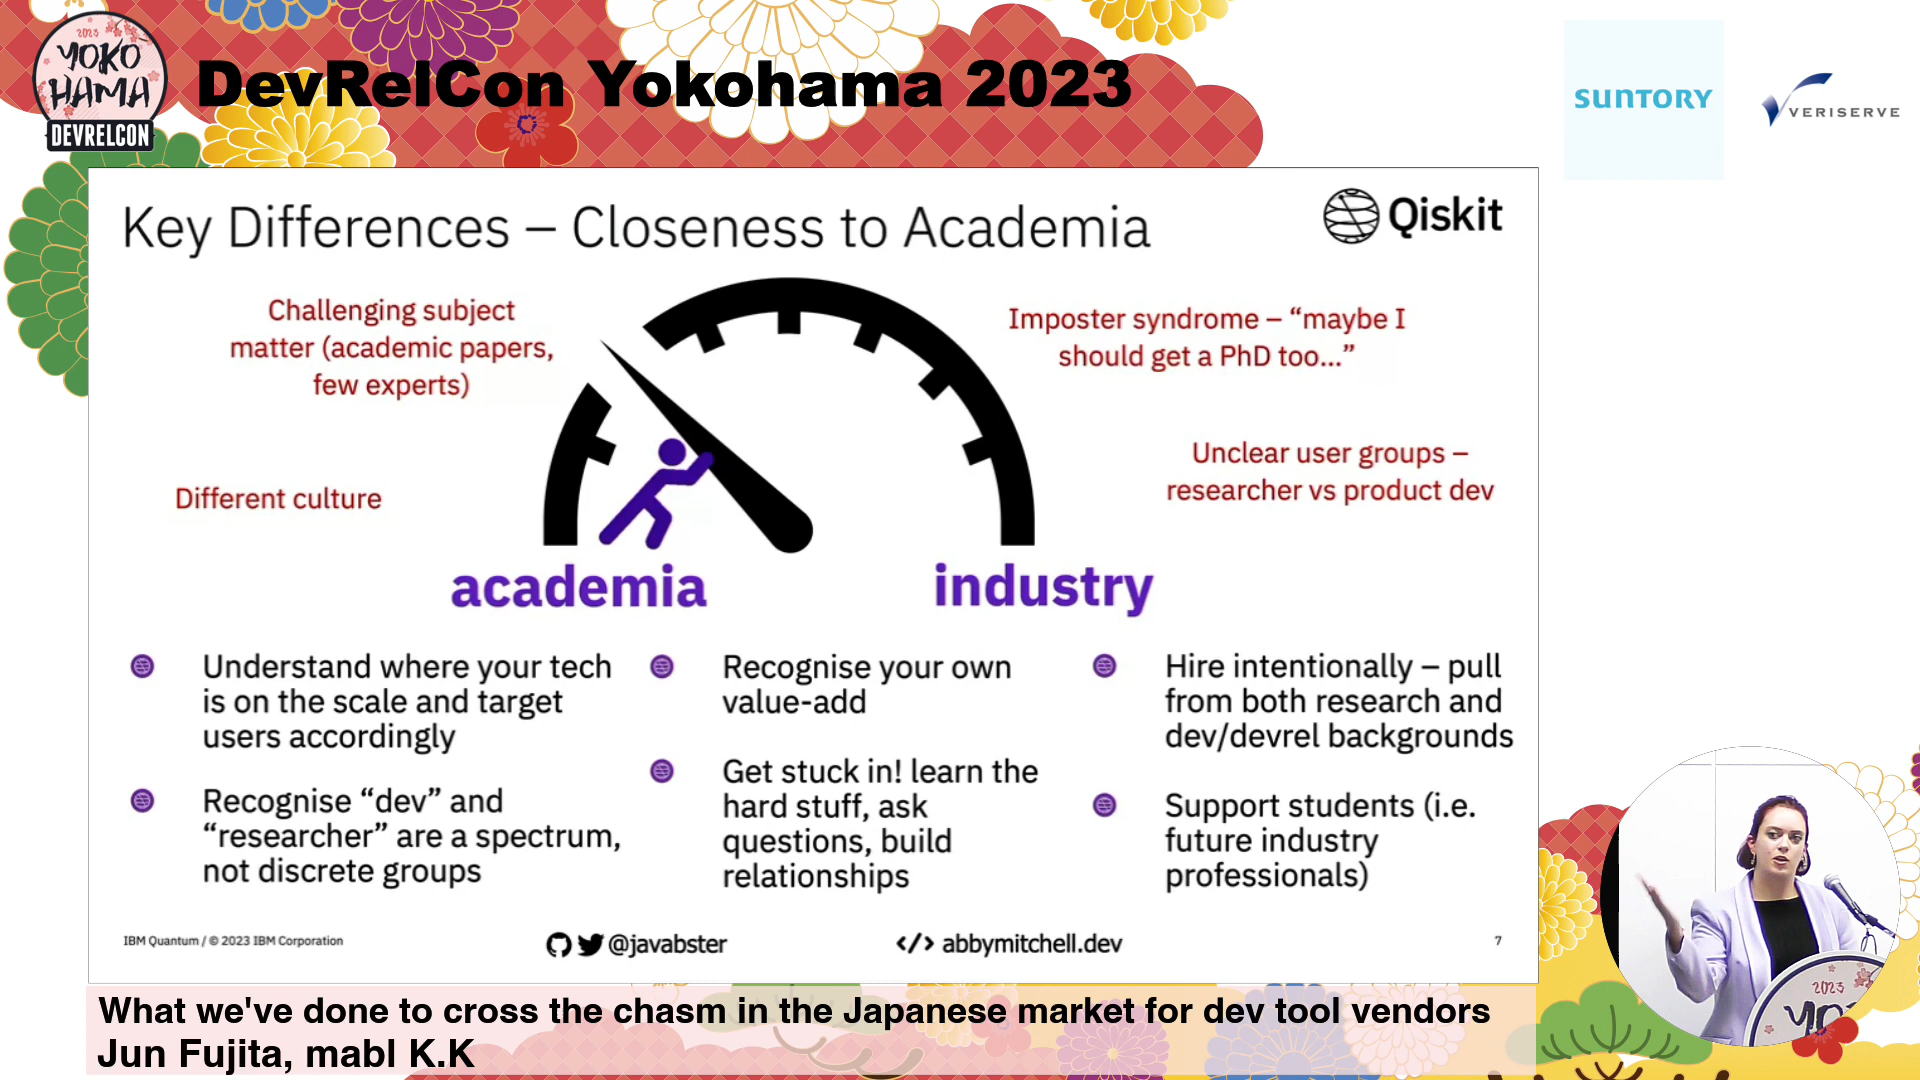 2023
YOKO
HAMA
DEVRELCON
DevRelCon Yokohama 2023
SUNTORY
VERISERVE
Key Differences – Closeness to Academia
Qiskit
Challenging subject
matter (academic papers,
few experts)
Imposter syndrome – “maybe I
should get a PhD too...”
Different culture
Unclear user groups –
researcher vs product dev
academia
industry
Understand where your tech
is on the scale and target
users accordingly
Recognise “dev” and
“researcher” are a spectrum,
not discrete groups
Recognise your own
value-add
Get stuck in! learn the
hard stuff, ask
questions, build
relationships
Hire intentionally – pull
from both research and
dev/devrel backgrounds
Support students (i.e.
future industry
professionals)
IBM Quantum / © 2023 IBM Corporation
@javabster
</> abbymitchell.dev
7
2023
YO
What we've done to cross the chasm in the Japanese market for dev tool vendors
Jun Fujita, mabl K.K